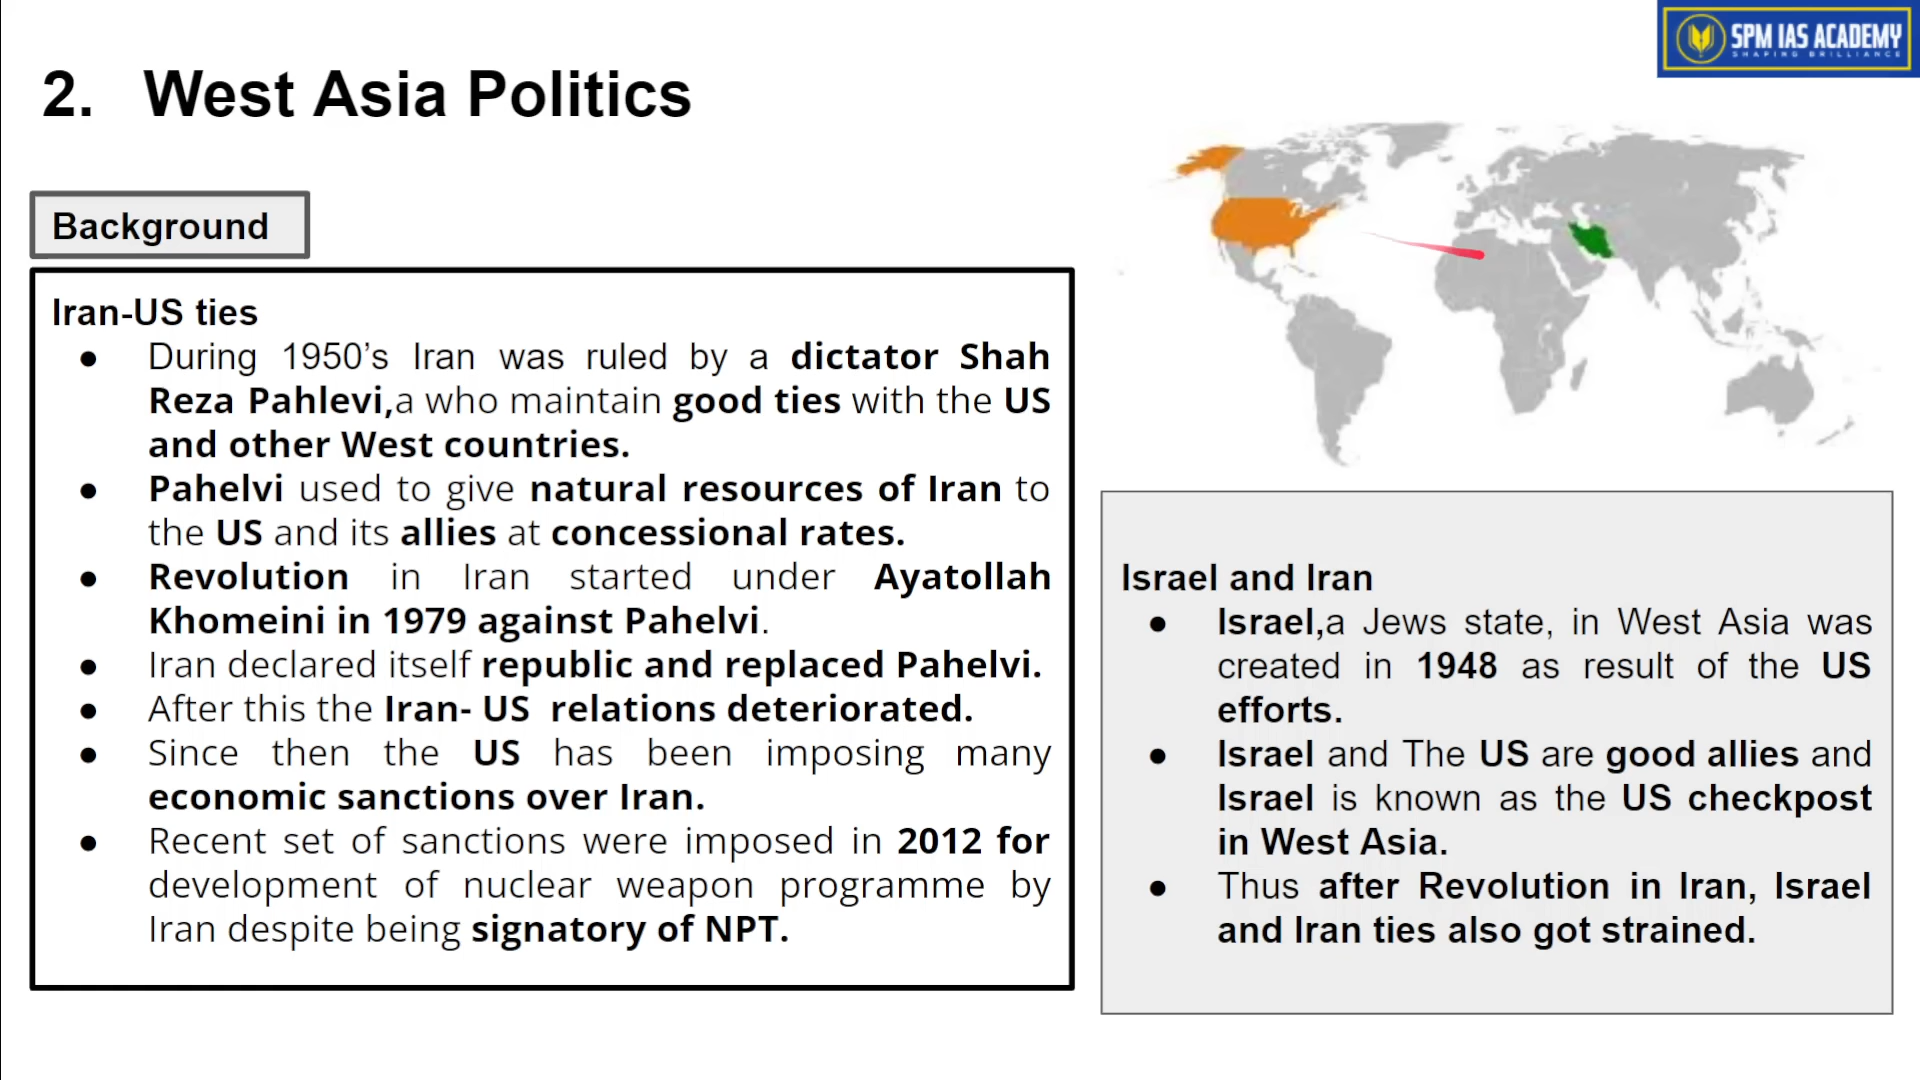 SPM IAS ACADEMY
SHAPING BRILLIANCE
2. West Asia Politics
Background
Iran-US ties
● During 1950’s Iran was ruled by a dictator Shah
Reza Pahlevi,a who maintain good ties with the US
and other West countries.
● Pahelvi used to give natural resources of Iran to
the US and its allies at concessional rates.
● Revolution in Iran started under Ayatollah
Khomeini in 1979 against Pahelvi.
● Iran declared itself republic and replaced Pahelvi.
● After this the Iran- US relations deteriorated.
● Since then the US has been imposing many
economic sanctions over Iran.
● Recent set of sanctions were imposed in 2012 for
development of nuclear weapon programme by
Iran despite being signatory of NPT.
Israel and Iran
● Israel,a Jews state, in West Asia was
created in 1948 as result of the US
efforts.
● Israel and The US are good allies and
Israel is known as the US checkpost
in West Asia.
● Thus after Revolution in Iran, Israel
and Iran ties also got strained.